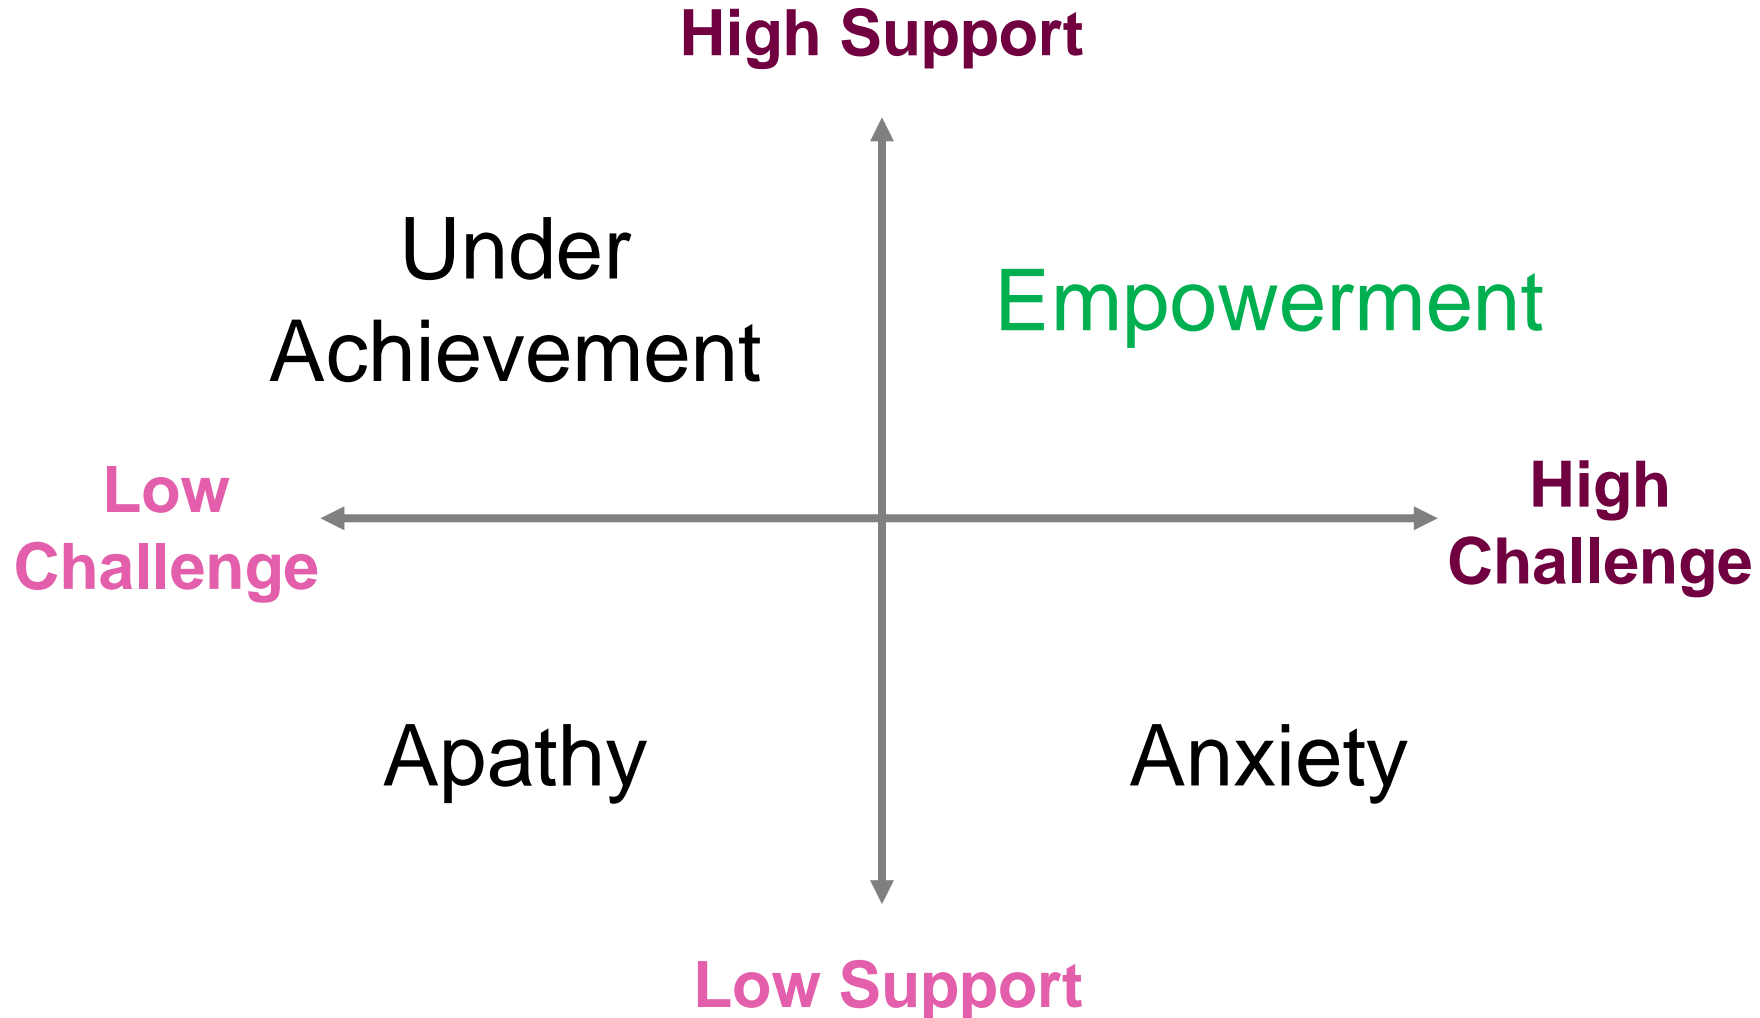 High Support
Under
Achievement
Empowerment
Low
Challenge
High
Challenge
Apathy
Anxiety
Low Support